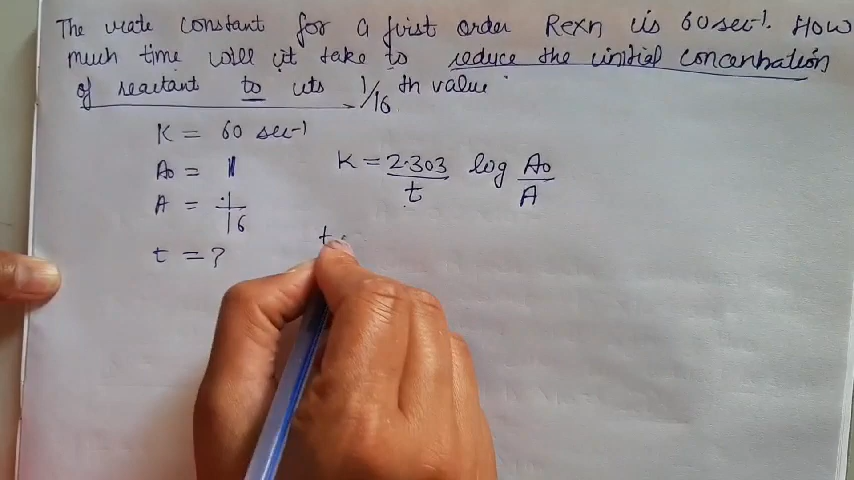 The rate constant for a first order Rexn is 60 sec-1. How
much time will it take to reduce the initial concentration
of reactant to its 1/16 th value
K = 60 sec-1
A0 = 1
K = 2.303/t log A0/A
A = 1/16
t = ?
t